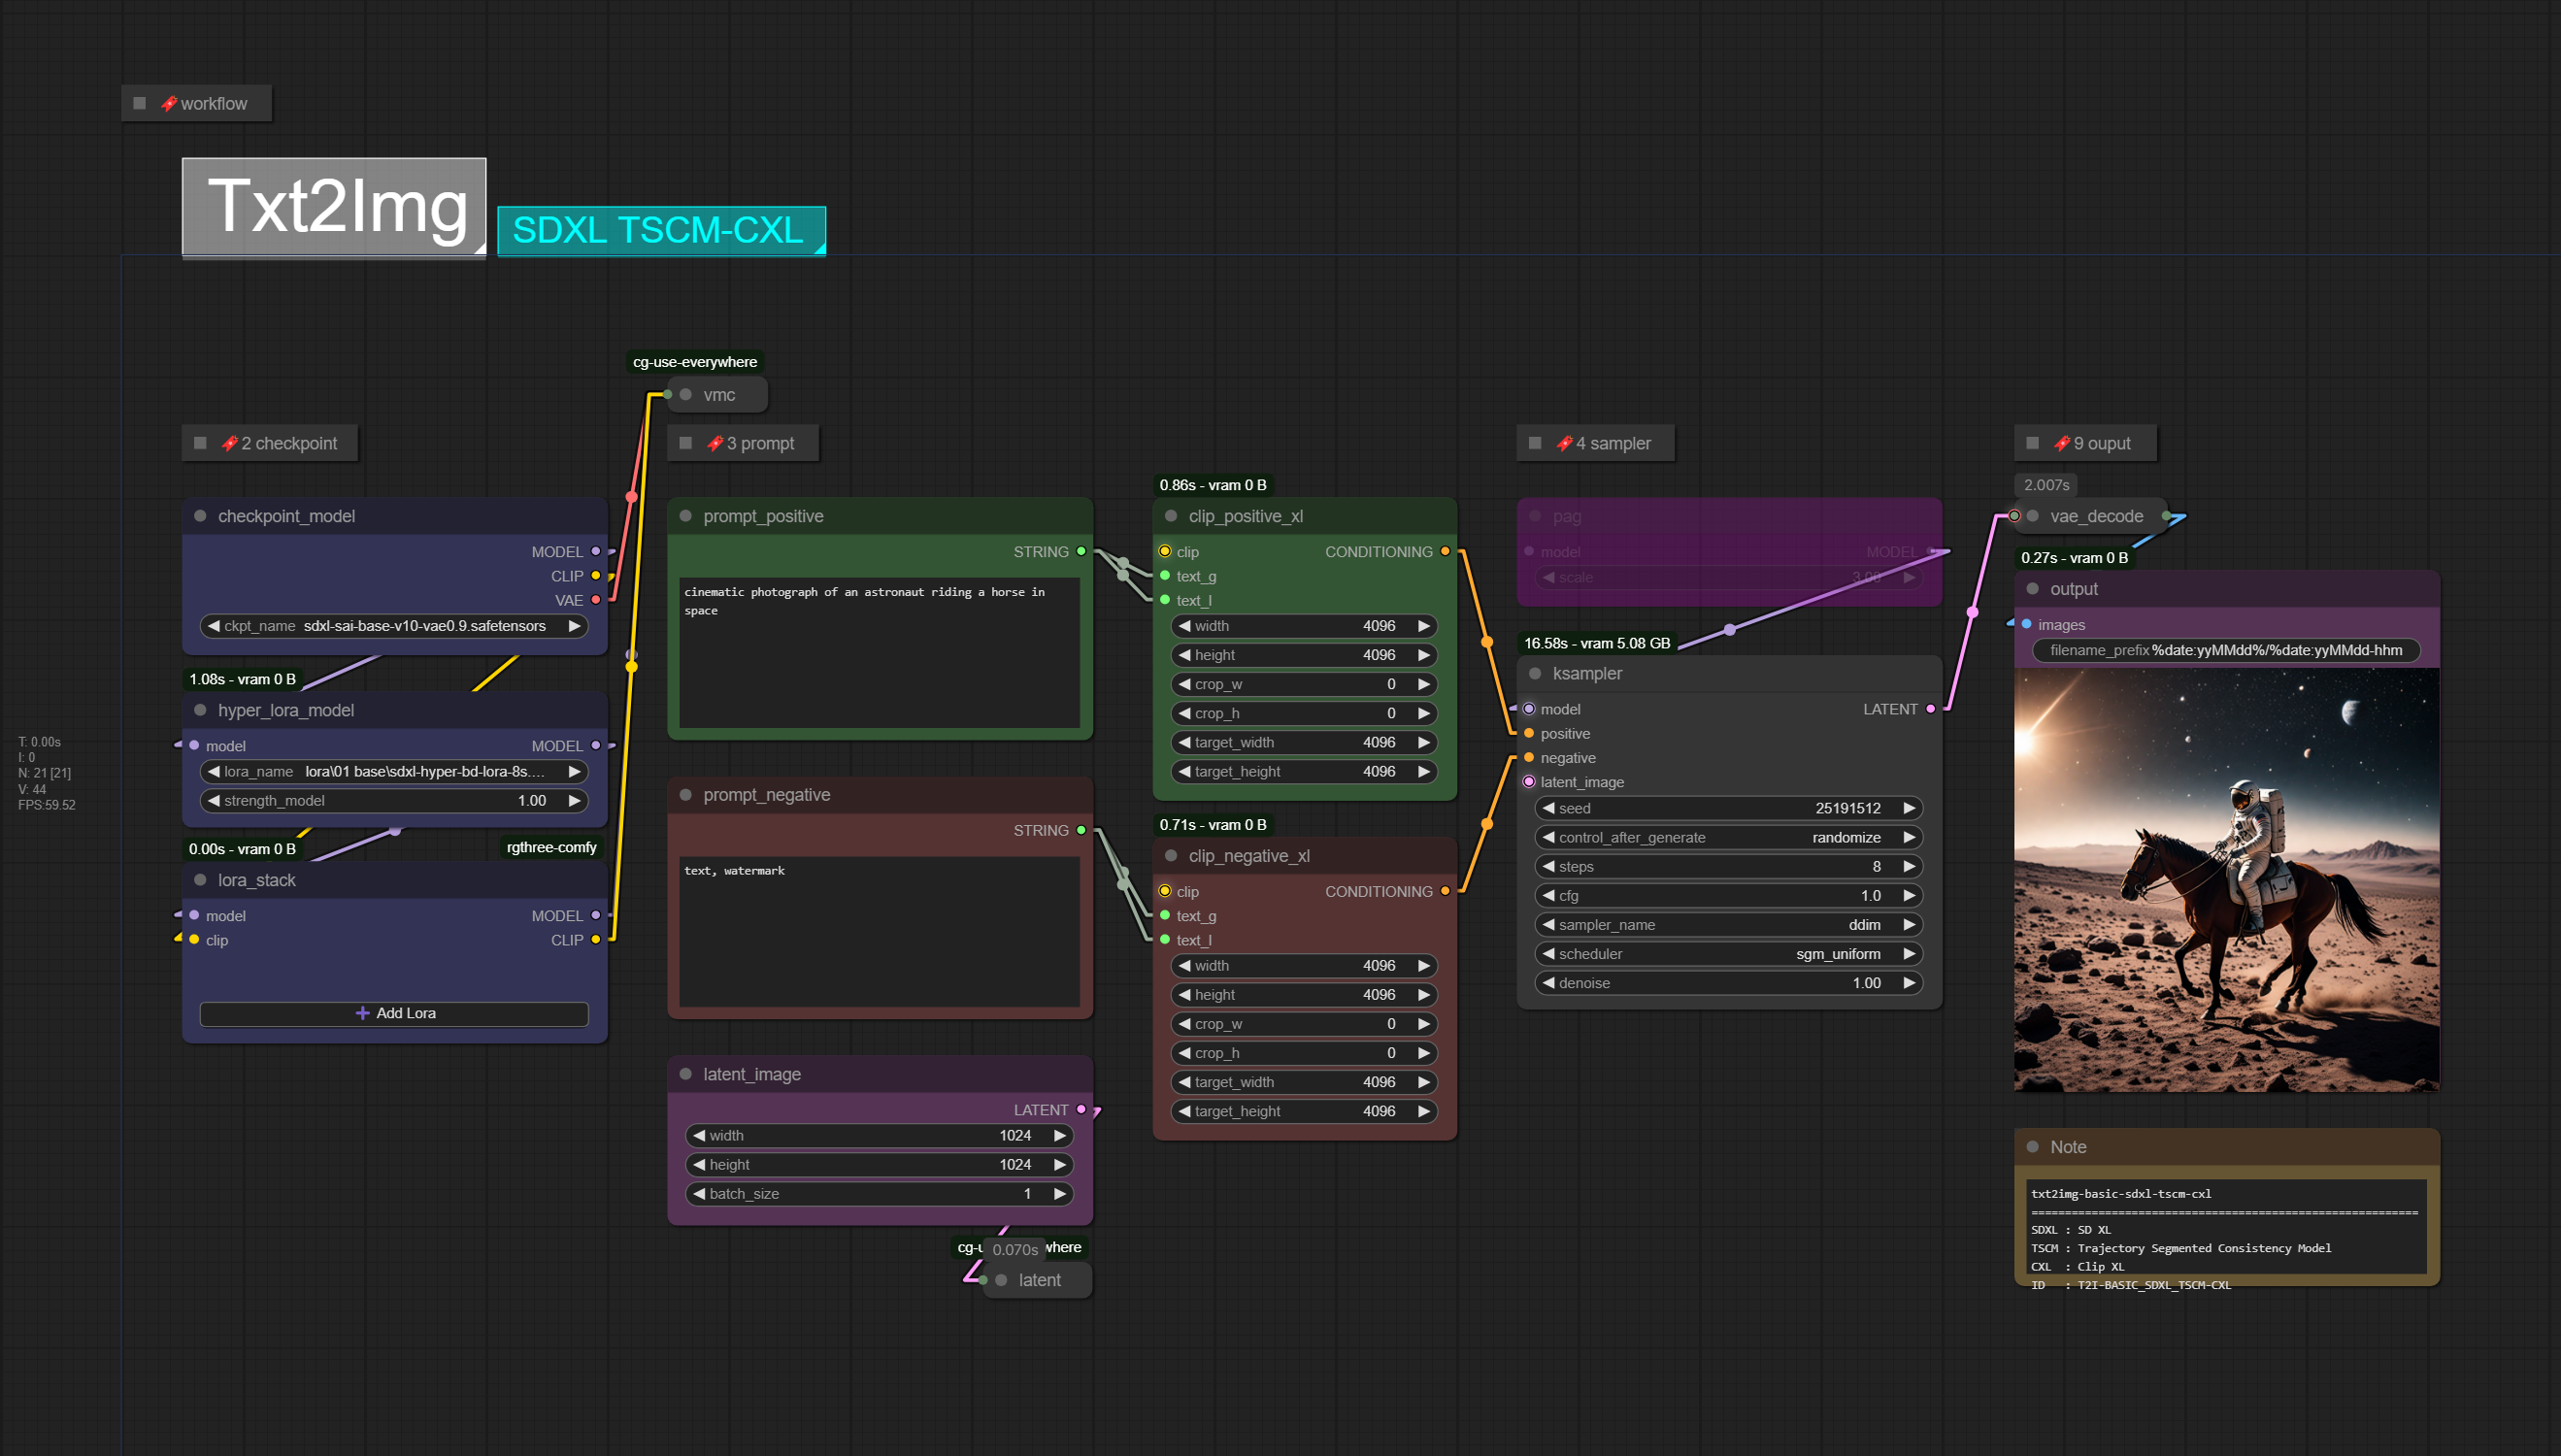 workflow
Txt2Img
SDXL TSCM-CXL
cg-use-everywhere
vmc
2 checkpoint
3 prompt
4 sampler
9 ouput
checkpoint_model
MODEL
CLIP
VAE
ckpt_name sdxl-sai-base-v10-vae0.9.safetensors
1.08s - vram 0 B
hyper_lora_model
model MODEL
lora_name lora\01 base\sdxl-hyper-bd-lora-8s....
strength_model 1.00
0.00s - vram 0 B
rgthree-comfy
lora_stack
model MODEL
clip CLIP
Add Lora
T: 0.00s
I: 0
N: 21 [21]
V: 44
FPS:59.52
prompt_positive
STRING
cinematic photograph of an astronaut riding a horse in
space
prompt_negative
STRING
text, watermark
latent_image
LATENT
width 1024
height 1024
batch_size 1
cg-u
0.070s
where
latent
0.86s - vram 0 B
clip_positive_xl
clip CONDITIONING
text_g
text_l
width 4096
height 4096
crop_w 0
crop_h 0
target_width 4096
target_height 4096
0.71s - vram 0 B
clip_negative_xl
clip CONDITIONING
text_g
text_l
width 4096
height 4096
crop_w 0
crop_h 0
target_width 4096
target_height 4096
pag
model MODEL
scale 3.00
16.58s - vram 5.08 GB
ksampler
model LATENT
positive
negative
latent_image
seed 25191512
control_after_generate randomize
steps 8
cfg 1.0
sampler_name ddim
scheduler sgm_uniform
denoise 1.00
2.007s
vae_decode
0.27s - vram 0 B
output
images
filename_prefix %date:yyMMdd%/%date:yyMMdd-hhm
Note
txt2img-basic-sdxl-tscm-cxl
==========================================================
SDXL : SD XL
TSCM : Trajectory Segmented Consistency Model
CXL : Clip XL
ID : T2I-BASIC_SDXL_TSCM-CXL